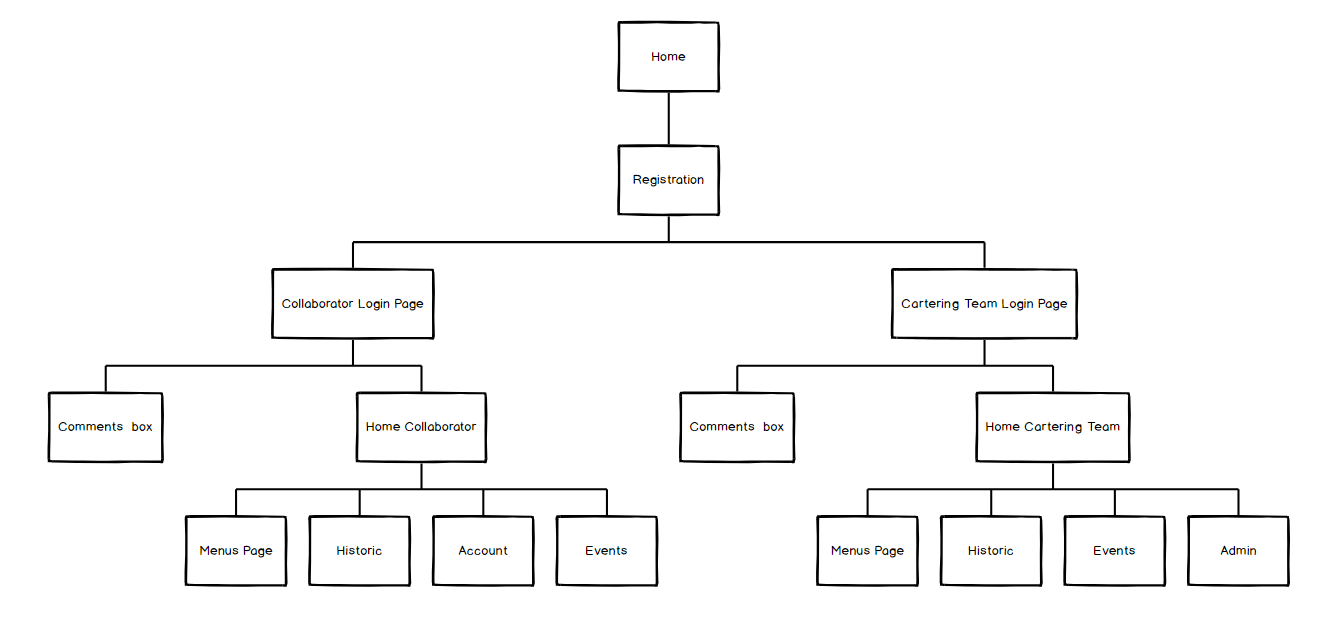 Home
Registration
Collaborator Login Page
Cartering Team Login Page
Comments box
Home Collaborator
Comments box
Home Cartering Team
Menus Page
Historic
Account
Events
Menus Page
Historic
Events
Admin